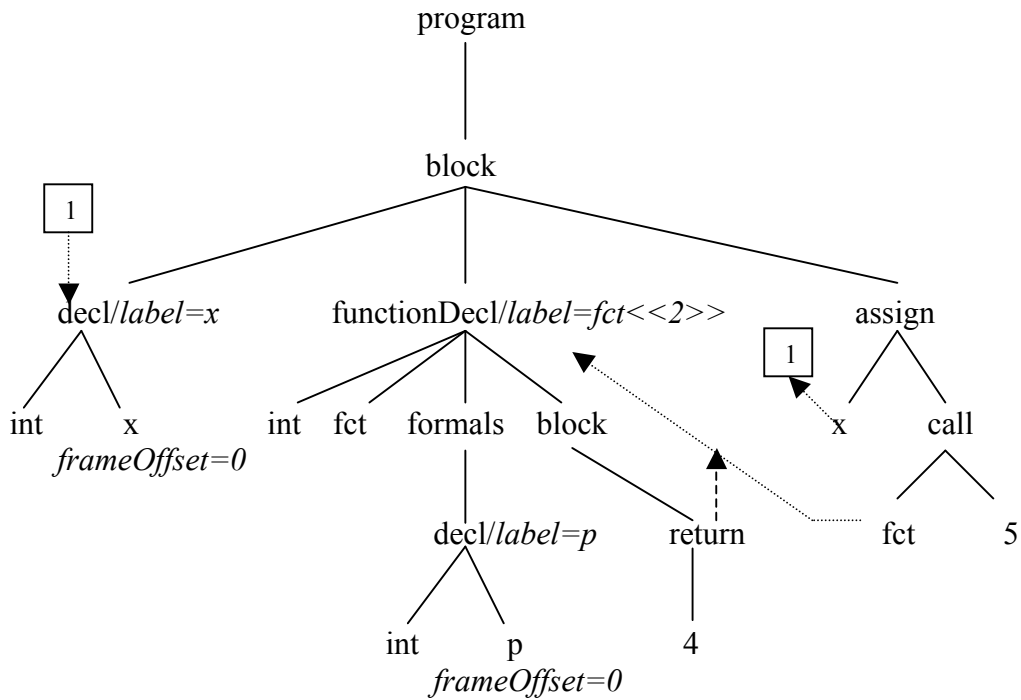 program
block
1
decl/label=x functionDecl/label=fct<<2>> assign
1
int x int fct formals block x call
frameOffset=0
decl/label=p return fct 5
int p 4
frameOffset=0